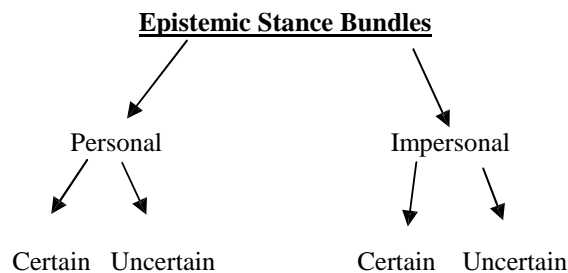 Epistemic Stance Bundles
Personal Impersonal
Certain Uncertain Certain Uncertain